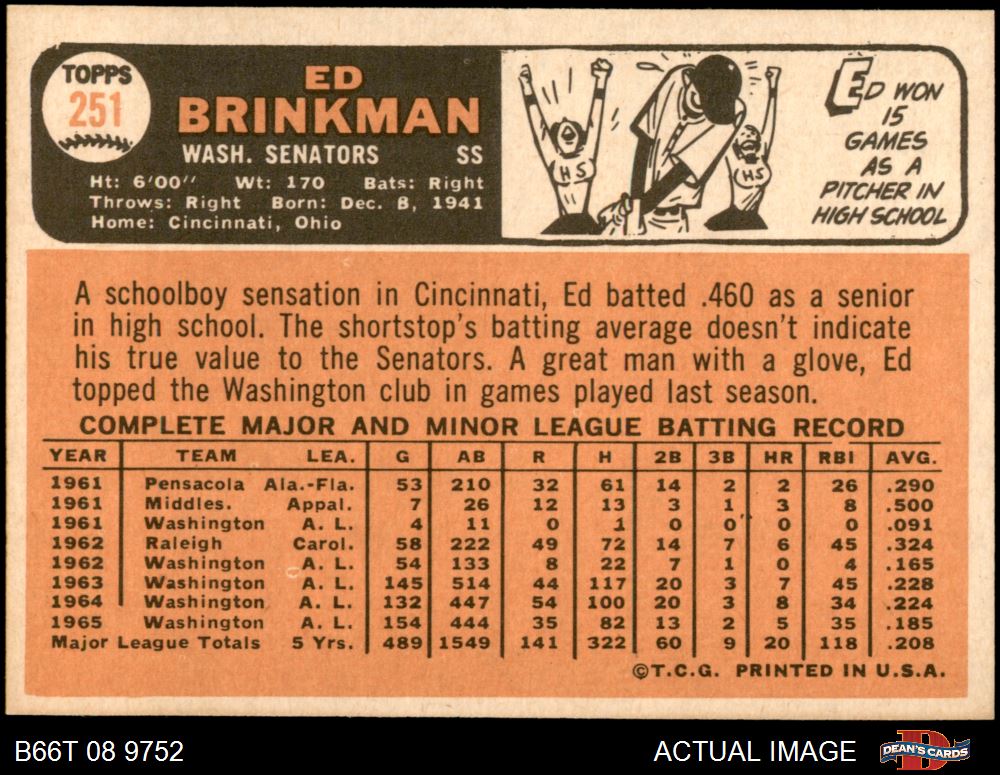 TOPPS
251
ED
BRINKMAN
WASH. SENATORS SS
Ht: 6'00" Wt: 170 Bats: Right
Throws: Right Born: Dec. 8, 1941
Home: Cincinnati, Ohio
HS
HS
ED WON
15
GAMES
AS A
PITCHER IN
HIGH SCHOOL
A schoolboy sensation in Cincinnati, Ed batted .460 as a senior
in high school. The shortstop's batting average doesn't indicate
his true value to the Senators. A great man with a glove, Ed
topped the Washington club in games played last season.
COMPLETE MAJOR AND MINOR LEAGUE BATTING RECORD
YEAR TEAM LEA. G AB R H 2B 3B HR RBI AVG.
1961 Pensacola Ala.-Fla. 53 210 32 61 14 2 2 26 .290
1961 Middles. Appal. 7 26 12 13 3 1 3 8 .500
1961 Washington A. L. 4 11 0 1 0 0 0 0 .091
1962 Raleigh Carol. 58 222 49 72 14 7 6 45 .324
1962 Washington A. L. 54 133 8 22 7 1 0 4 .165
1963 Washington A. L. 145 514 44 117 20 3 7 45 .228
1964 Washington A. L. 132 447 54 100 20 3 8 34 .224
1965 Washington A. L. 154 444 35 82 13 2 5 35 .185
Major League Totals 5 Yrs. 489 1549 141 322 60 9 20 118 .208
©T.C.G. PRINTED IN U.S.A.
B66T 08 9752 ACTUAL IMAGE DEAN'S CARDS